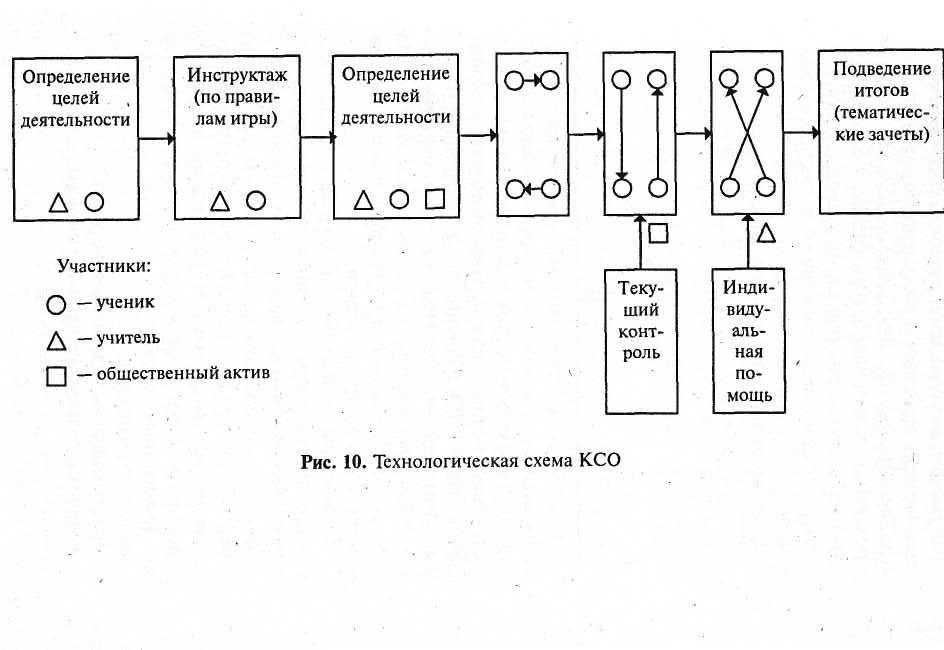 Определение
целей
деятельности
Инструктаж
(по прави-
лам игры)
Определение
целей
деятельности
Подведение
итогов
(тематичес-
кие зачеты)
Участники:
— ученик
— учитель
— общественный актив
Теку-
ший
конт-
роль
Инди-
виду-
аль-
ная
по-
мощь
Рис. 10. Технологическая схема КСО